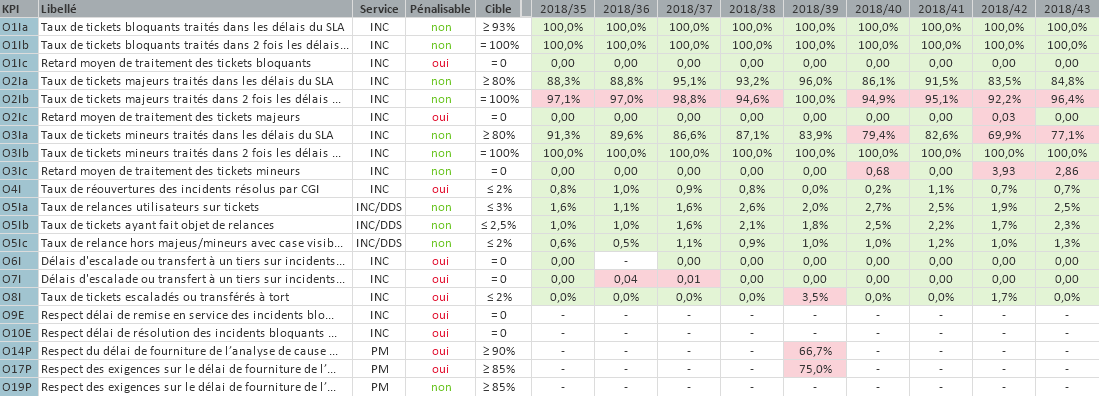 KPI Libellé Service Pénalisable Cible 2018/35 2018/36 2018/37 2018/38 2018/39 2018/40 2018/41 2018/42 2018/43
O1Ia Taux de tickets bloquants traités dans les délais du SLA INC non ≥ 93% 100,0% 100,0% 100,0% 100,0% 100,0% 100,0% 100,0% 100,0% 100,0%
O1Ib Taux de tickets bloquants traités dans 2 fois les délais... INC non = 100% 100,0% 100,0% 100,0% 100,0% 100,0% 100,0% 100,0% 100,0% 100,0%
O1Ic Retard moyen de traitement des tickets bloquants INC oui = 0 0,00 0,00 0,00 0,00 0,00 0,00 0,00 0,00 0,00
O2Ia Taux de tickets majeurs traités dans les délais du SLA INC non ≥ 80% 88,3% 88,8% 95,1% 93,2% 96,0% 86,1% 91,5% 83,5% 84,8%
O2Ib Taux de tickets majeurs traités dans 2 fois les délais ... INC non = 100% 97,1% 97,0% 98,8% 94,6% 100,0% 94,9% 95,1% 92,2% 96,4%
O2Ic Retard moyen de traitement des tickets majeurs INC oui = 0 0,00 0,00 0,00 0,00 0,00 0,00 0,00 0,03 0,00
O3Ia Taux de tickets mineurs traités dans les délais du SLA INC non ≥ 80% 91,3% 89,6% 86,6% 87,1% 83,9% 79,4% 82,6% 69,9% 77,1%
O3Ib Taux de tickets mineurs traités dans 2 fois les délais ... INC non = 100% 100,0% 100,0% 100,0% 100,0% 100,0% 100,0% 100,0% 100,0% 100,0%
O3Ic Retard moyen de traitement des tickets mineurs INC non = 0 0,00 0,00 0,00 0,00 0,00 0,68 0,00 3,93 2,86
O4I Taux de réouvertures des incidents résolus par CGI INC oui ≤ 2% 0,8% 1,0% 0,9% 0,8% 0,0% 0,2% 1,1% 0,7% 0,7%
O5Ia Taux de relances utilisateurs sur tickets INC/DDS non ≤ 3% 1,6% 1,1% 1,6% 2,6% 2,0% 2,7% 2,5% 1,9% 2,5%
O5Ib Taux de tickets ayant fait objet de relances INC/DDS non ≤ 2,5% 1,0% 1,0% 1,6% 2,1% 1,8% 2,5% 2,2% 1,7% 2,3%
O5Ic Taux de relance hors majeus/mineurs avec case visib... INC/DDS non ≤ 2% 0,6% 0,5% 1,1% 0,9% 1,0% 1,0% 1,2% 1,0% 1,3%
O6I Délais d'escalade ou transfert à un tiers sur incidents... INC oui = 0 0,00 - 0,00 0,00 0,00 0,00 0,00 0,00 0,00
O7I Délais d'escalade ou transfert à un tiers sur incidents... INC oui = 0 0,00 0,04 0,01 0,00 0,00 0,00 0,00 0,00 0,00
O8I Taux de tickets escaladés ou transférés à tort INC oui ≤ 2% 0,0% 0,0% 0,0% 0,0% 3,5% 0,0% 0,0% 1,7% 0,0%
O9E Respect délai de remise en service des incidents blo... INC oui = 0 - - - - - - - - -
O10E Respect délai de résolution des incidents bloquants ... INC oui = 0 - - - - - - - - -
O14P Respect du délai de fourniture de l’analyse de cause ... PM oui ≥ 90% - - - - 66,7% - - - -
O17P Respect des exigences sur le délai de fourniture de l’... PM oui ≥ 85% - - - - 75,0% - - - -
O19P Respect des exigences sur le délai de fourniture de l’... PM non ≥ 85% - - - - - - - - -